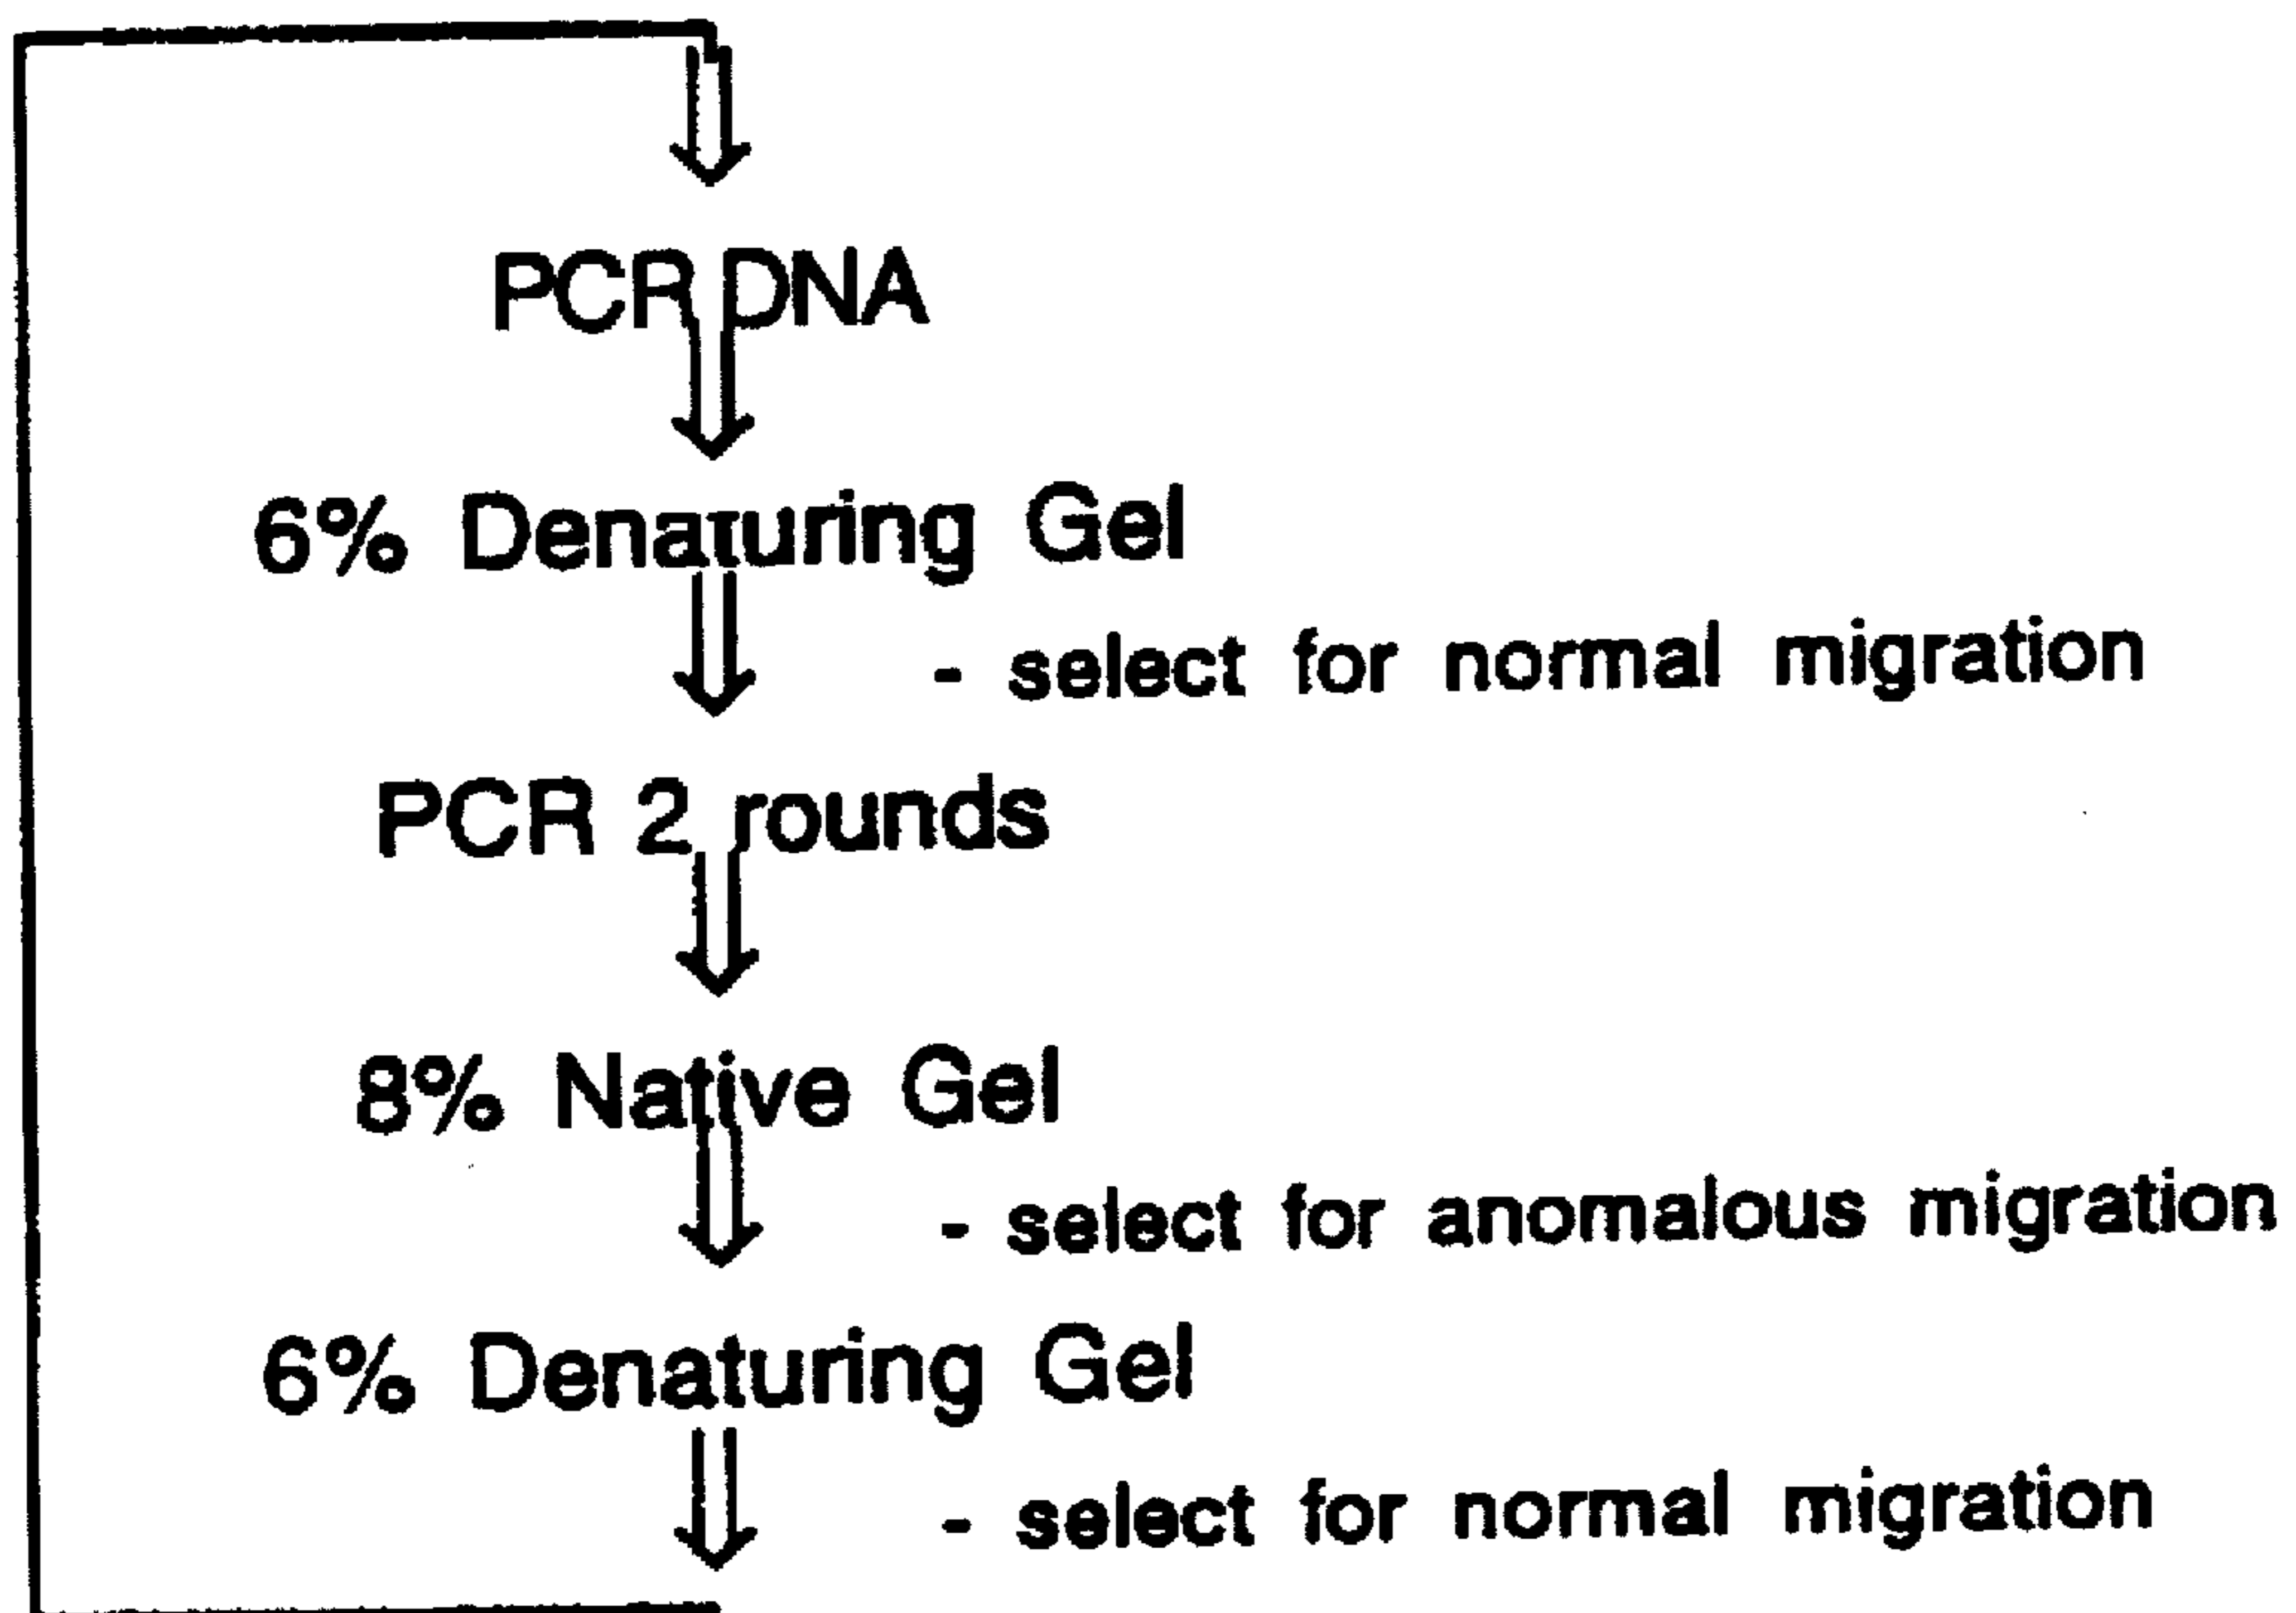 PCR DNA
6% Denaturing Gel
- select for normal migration
PCR 2 rounds
8% Native Gel
- select for anomalous migration
6% Denaturing Gel
- select for normal migration